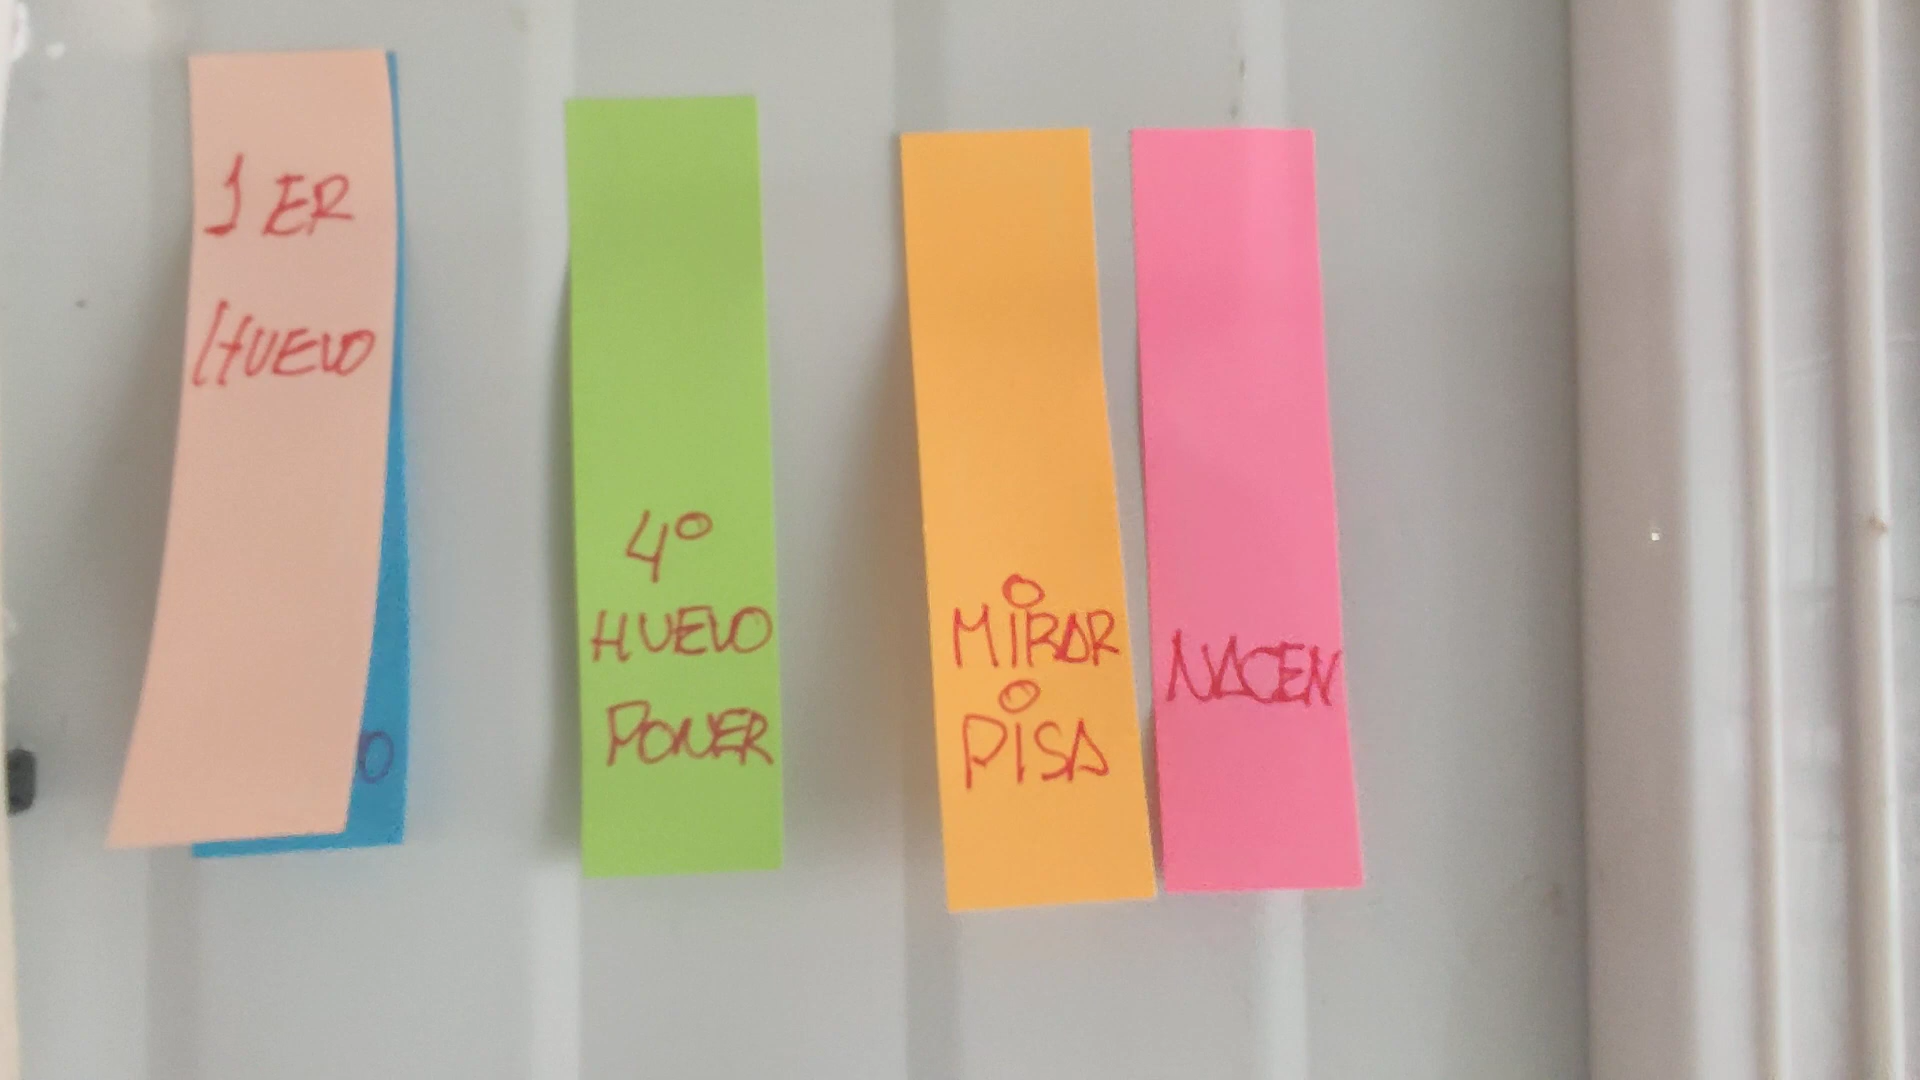 1 ER
HUEVO
O
4º
HUEVO
PONER
MIRAR
PISA
NACEN